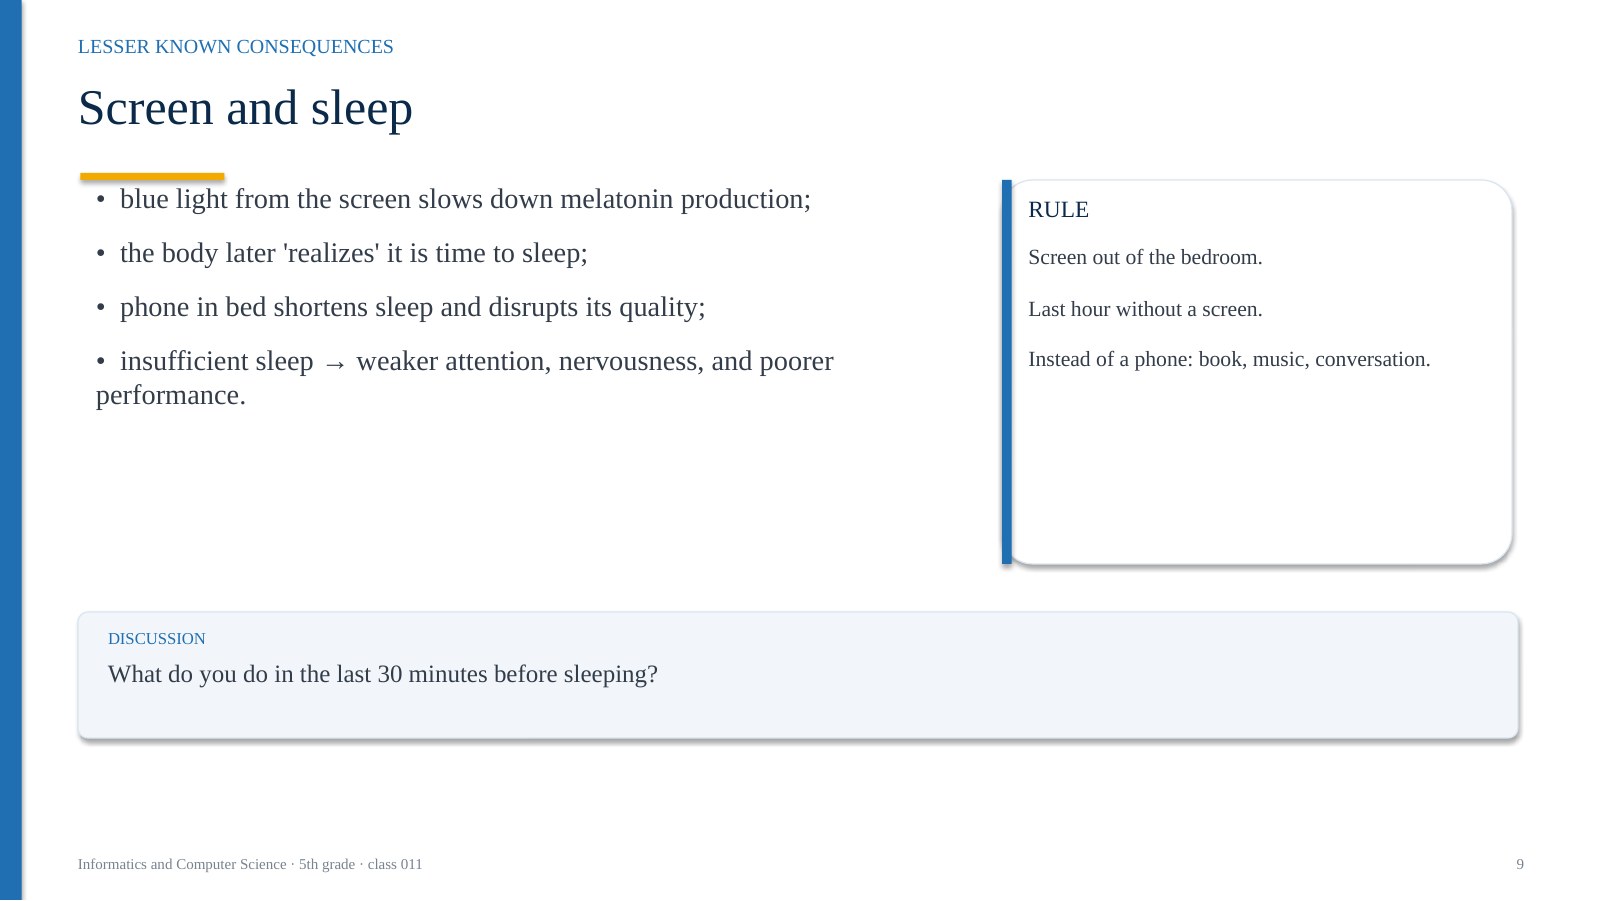 LESSER KNOWN CONSEQUENCES
Screen and sleep
• blue light from the screen slows down melatonin production;
• the body later 'realizes' it is time to sleep;
• phone in bed shortens sleep and disrupts its quality;
• insufficient sleep → weaker attention, nervousness, and poorer
performance.
RULE
Screen out of the bedroom.
Last hour without a screen.
Instead of a phone: book, music, conversation.
DISCUSSION
What do you do in the last 30 minutes before sleeping?
Informatics and Computer Science · 5th grade · class 011
9